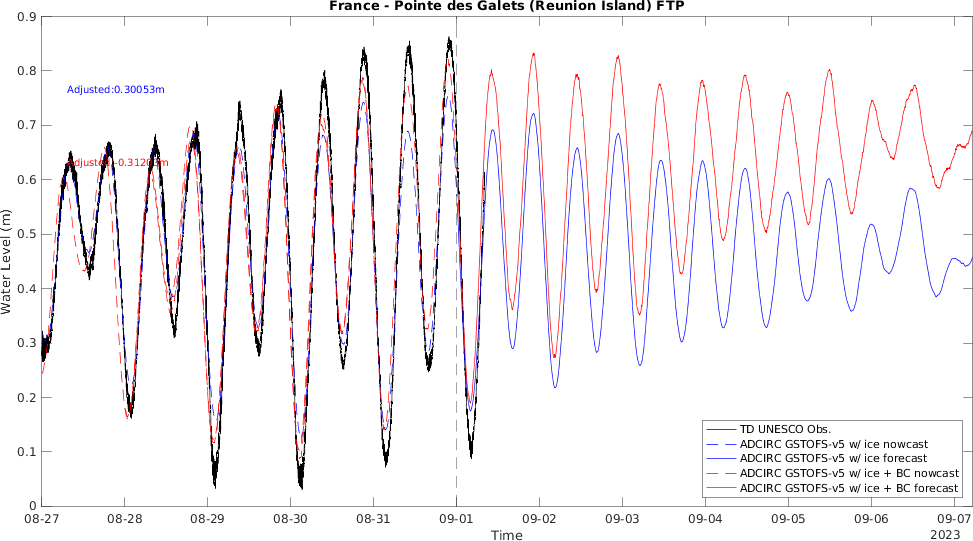 France - Pointe des Galets (Reunion Island) FTP
0.9
0.8
0.7
0.6
0.5
0.4
0.3
0.2
0.1
0
Water Level (m)
Adjusted:0.30053m
TD UNESCO Obs.
ADCIRC GSTOFS-v5 w/ ice nowcast
ADCIRC GSTOFS-v5 w/ ice forecast
ADCIRC GSTOFS-v5 w/ ice + BC nowcast
ADCIRC GSTOFS-v5 w/ ice + BC forecast
08-27 08-28 08-29 08-30 08-31 09-01 09-02 09-03 09-04 09-05 09-06 09-07
Time
2023